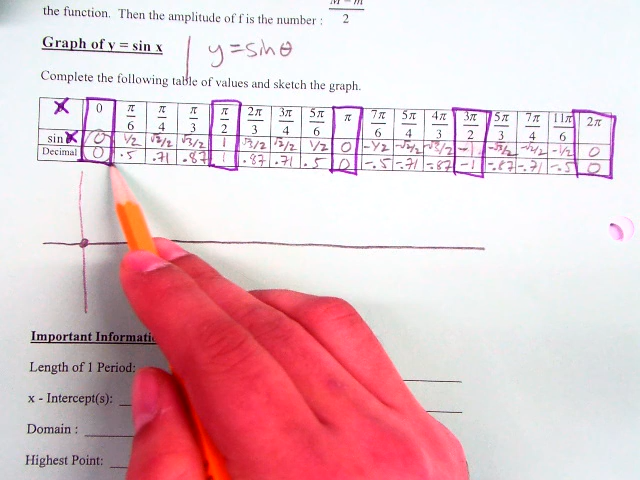 the function. Then the amplitude of f is the number : M - m / 2
Graph of y = sin x | y = sinθ
Complete the following table of values and sketch the graph.
x 0 π/6 π/4 π/3 π/2 2π/3 3π/4 5π/6 π 7π/6 5π/4 4π/3 3π/2 5π/3 7π/4 11π/6 2π
sin x 0 1/2 √2/2 √3/2 1 √3/2 √2/2 1/2 0 -1/2 -√2/2 -√3/2 -1 -√3/2 -√2/2 -1/2 0
Decimal 0 .5 .71 .87 1 .87 .71 .5 0 -.5 -.71 -.87 -1 -.87 -.71 -.5 0
Important
Length of 1 Period:
x - Intercept(s):
Domain :
Highest Point: